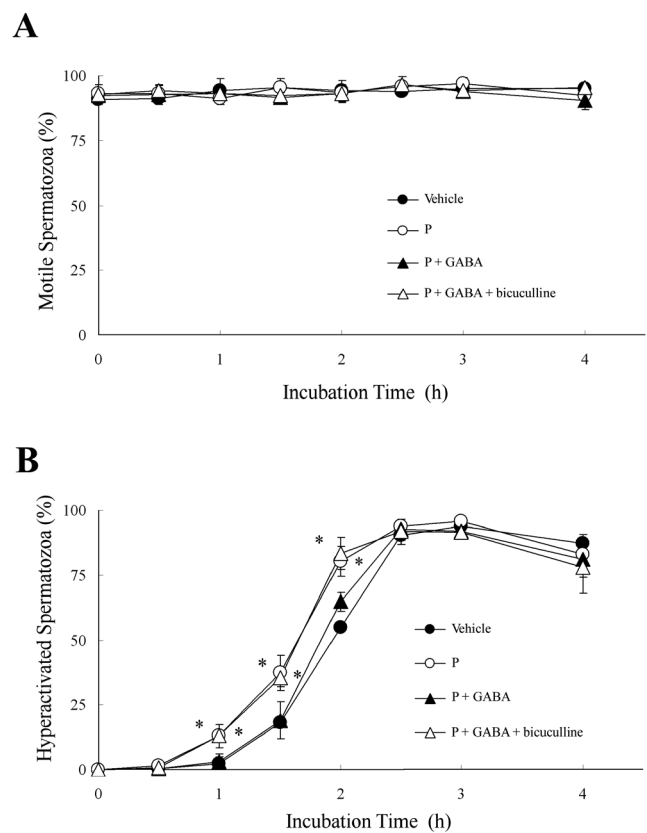 A
100
75
50
25
0
Motile Spermatozoa (%)
Vehicle
P
P + GABA
P + GABA + bicuculline
0 1 2 3 4
Incubation Time (h)
B
100
75
50
25
0
Hyperactivated Spermatozoa (%)
* *
* *
* *
Vehicle
P
P + GABA
P + GABA + bicuculline
0 1 2 3 4
Incubation Time (h)